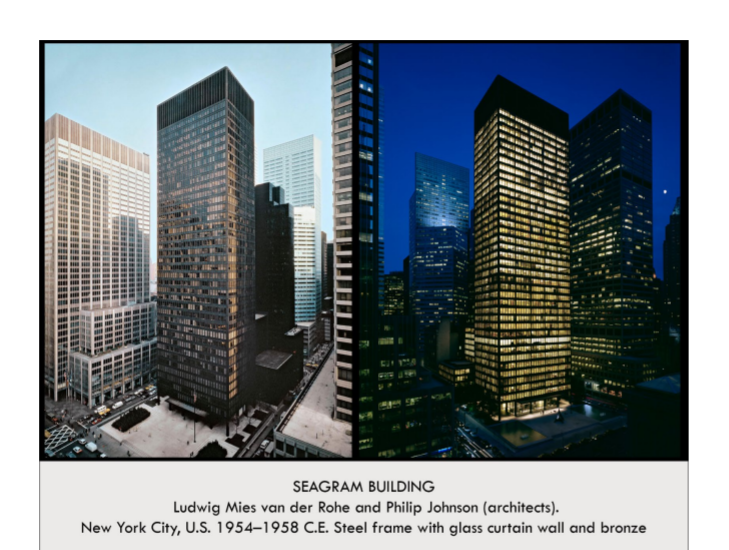 SEAGRAM BUILDING
Ludwig Mies van der Rohe and Philip Johnson (architects).
New York City, U.S. 1954–1958 C.E. Steel frame with glass curtain wall and bronze